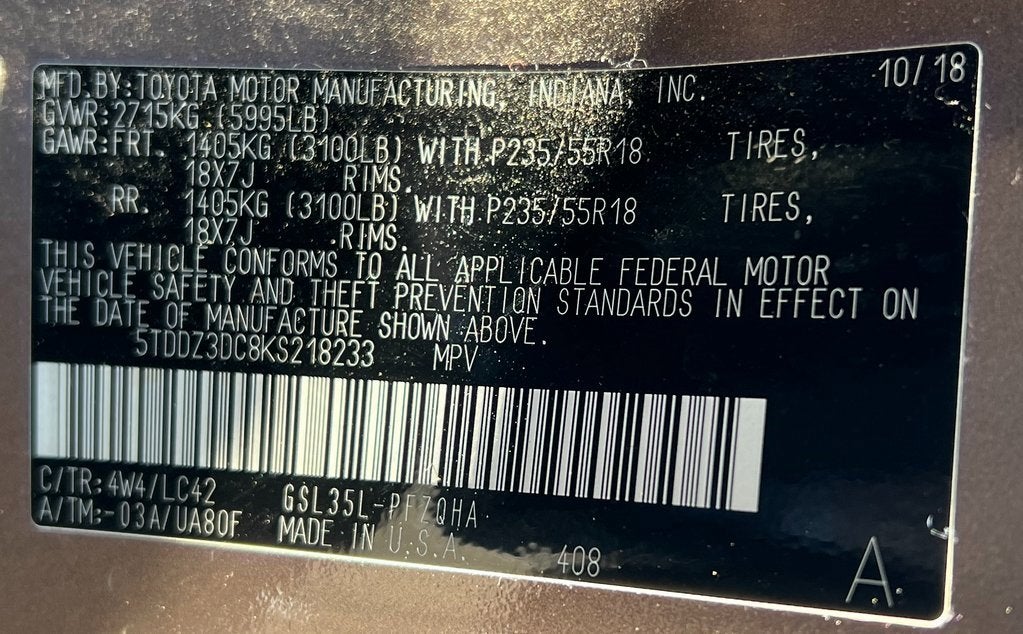 10/18
MFD.BY:TOYOTA MOTOR MANUFACTURING, INDIANA, INC.
GVWR:2715KG (5995LB)
GAWR:FRT. 1405KG (3100LB) WITH P235/55R18 TIRES,
18X7J RIMS.
RR. 1405KG (3100LB) WITH P235/55R18 TIRES,
18X7J RIMS.
THIS VEHICLE CONFORMS TO ALL APPLICABLE FEDERAL MOTOR
VEHICLE SAFETY AND THEFT PREVENTION STANDARDS IN EFFECT ON
THE DATE OF MANUFACTURE SHOWN ABOVE.
5TDDZ3DC8KS218233 MPV
C/TR:4W4/LC42 GSL35L-PFZQHA
A/TM:-03A/UA80F MADE IN U.S.A. 408
A